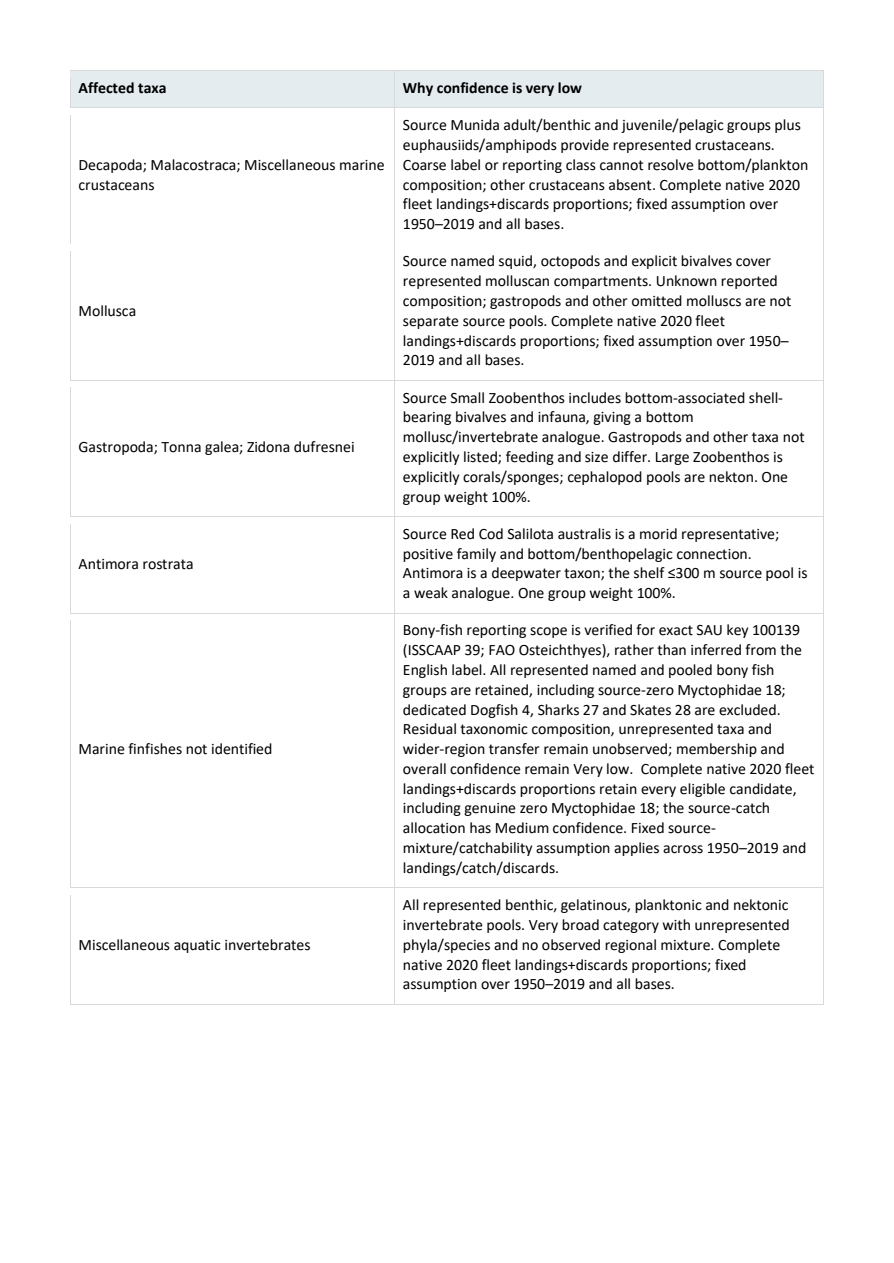 Affected taxa
Why confidence is very low
Decapoda; Malacostraca; Miscellaneous marine
crustaceans
Source Munida adult/benthic and juvenile/pelagic groups plus
euphausiids/amphipods provide represented crustaceans.
Coarse label or reporting class cannot resolve bottom/plankton
composition; other crustaceans absent. Complete native 2020
fleet landings+discards proportions; fixed assumption over
1950–2019 and all bases.
Mollusca
Source named squid, octopods and explicit bivalves cover
represented molluscan compartments. Unknown reported
composition; gastropods and other omitted molluscs are not
separate source pools. Complete native 2020 fleet
landings+discards proportions; fixed assumption over 1950–
2019 and all bases.
Gastropoda; Tonna galea; Zidona dufresnei
Source Small Zoobenthos includes bottom-associated shell-
bearing bivalves and infauna, giving a bottom
mollusc/invertebrate analogue. Gastropods and other taxa not
explicitly listed; feeding and size differ. Large Zoobenthos is
explicitly corals/sponges; cephalopod pools are nekton. One
group weight 100%.
Antimora rostrata
Source Red Cod Salilota australis is a morid representative;
positive family and bottom/benthopelagic connection.
Antimora is a deepwater taxon; the shelf ≤300 m source pool is
a weak analogue. One group weight 100%.
Marine finfishes not identified
Bony-fish reporting scope is verified for exact SAU key 100139
(ISSCAAP 39; FAO Osteichthyes), rather than inferred from the
English label. All represented named and pooled bony fish
groups are retained, including source-zero Myctophidae 18;
dedicated Dogfish 4, Sharks 27 and Skates 28 are excluded.
Residual taxonomic composition, unrepresented taxa and
wider-region transfer remain unobserved; membership and
overall confidence remain Very low.  Complete native 2020 fleet
landings+discards proportions retain every eligible candidate,
including genuine zero Myctophidae 18; the source-catch
allocation has Medium confidence. Fixed source-
mixture/catchability assumption applies across 1950–2019 and
landings/catch/discards.
Miscellaneous aquatic invertebrates
All represented benthic, gelatinous, planktonic and nektonic
invertebrate pools. Very broad category with unrepresented
phyla/species and no observed regional mixture. Complete
native 2020 fleet landings+discards proportions; fixed
assumption over 1950–2019 and all bases.